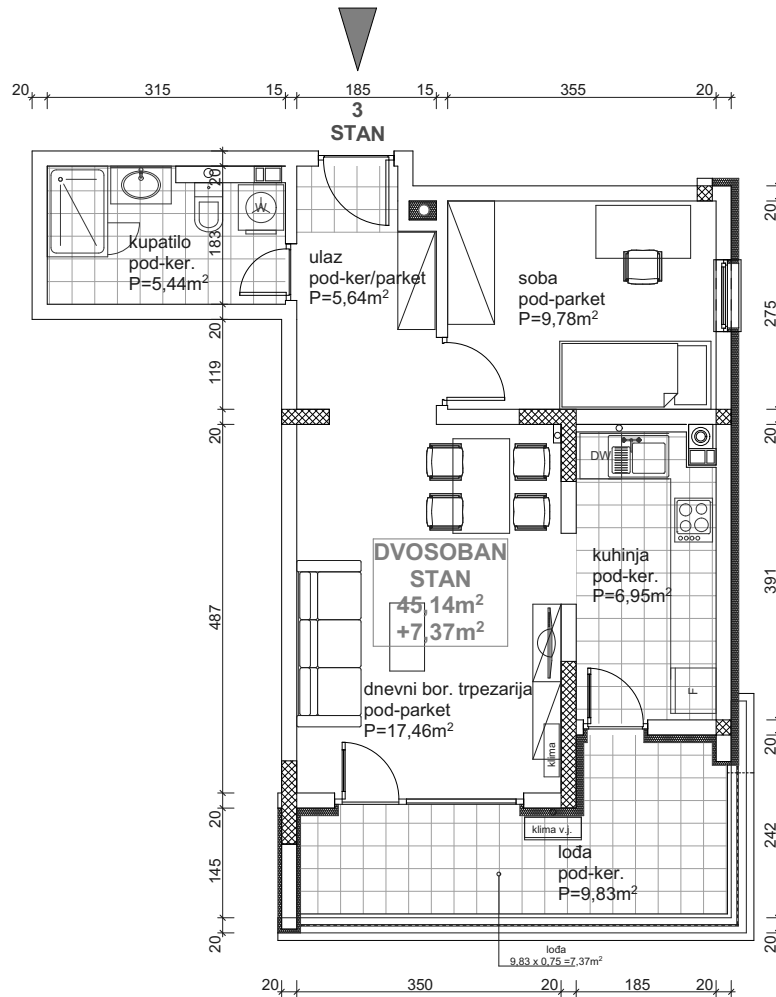 20 315 15 185 15 355 20
3
STAN
20
183
20
119
20
487
20
145
20
20
275
20
391
20
242
20
W
kupatilo
pod-ker.
P=5,44m²
ulaz
pod-ker/parket
P=5,64m²
soba
pod-parket
P=9,78m²
DW
DVOSOBAN
STAN
45,14m²
+7,37m²
kuhinja
pod-ker.
P=6,95m²
F
dnevni bor. trpezarija
pod-parket
P=17,46m²
klima
klima v.j.
lođa
pod-ker.
P=9,83m²
lođa
9,83 x 0,75 =7,37m²
20 350 20 185 20